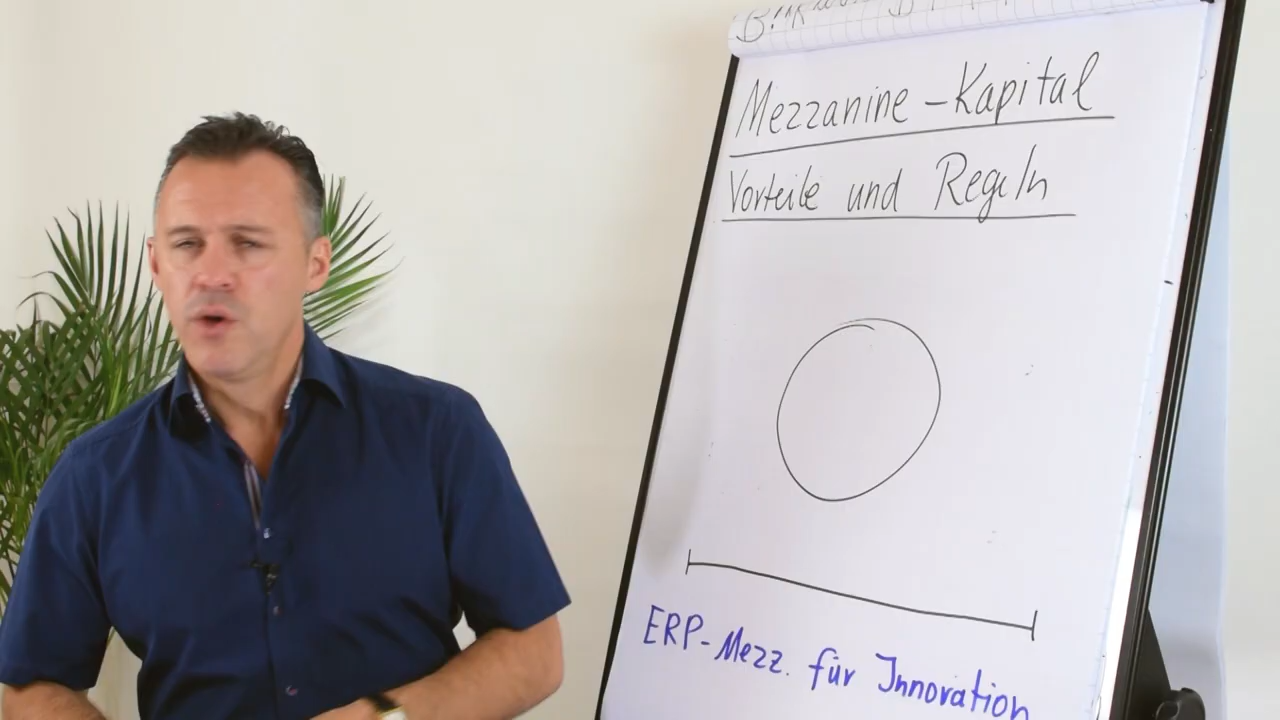 Mezzanine - Kapital
Vorteile und Regeln
ERP-Mezz. für Innovation